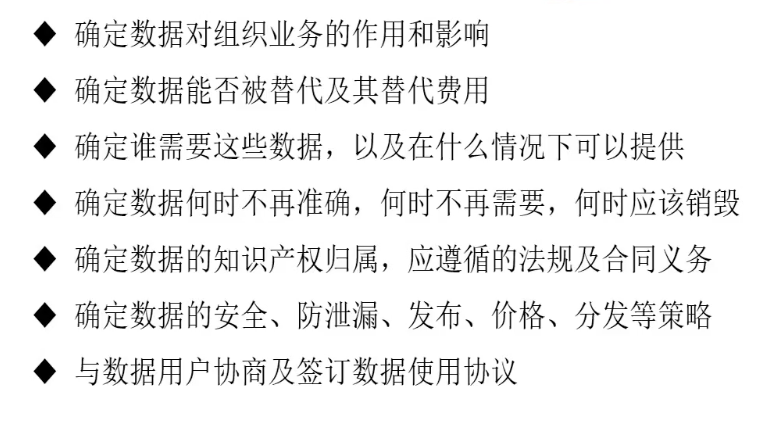 ◆ 确定数据对组织业务的作用和影响
◆ 确定数据能否被替代及其替代费用
◆ 确定谁需要这些数据，以及在什么情况下可以提供
◆ 确定数据何时不再准确，何时不再需要，何时应该销毁
◆ 确定数据的知识产权归属，应遵循的法规及合同义务
◆ 确定数据的安全、防泄漏、发布、价格、分发等策略
◆ 与数据用户协商及签订数据使用协议